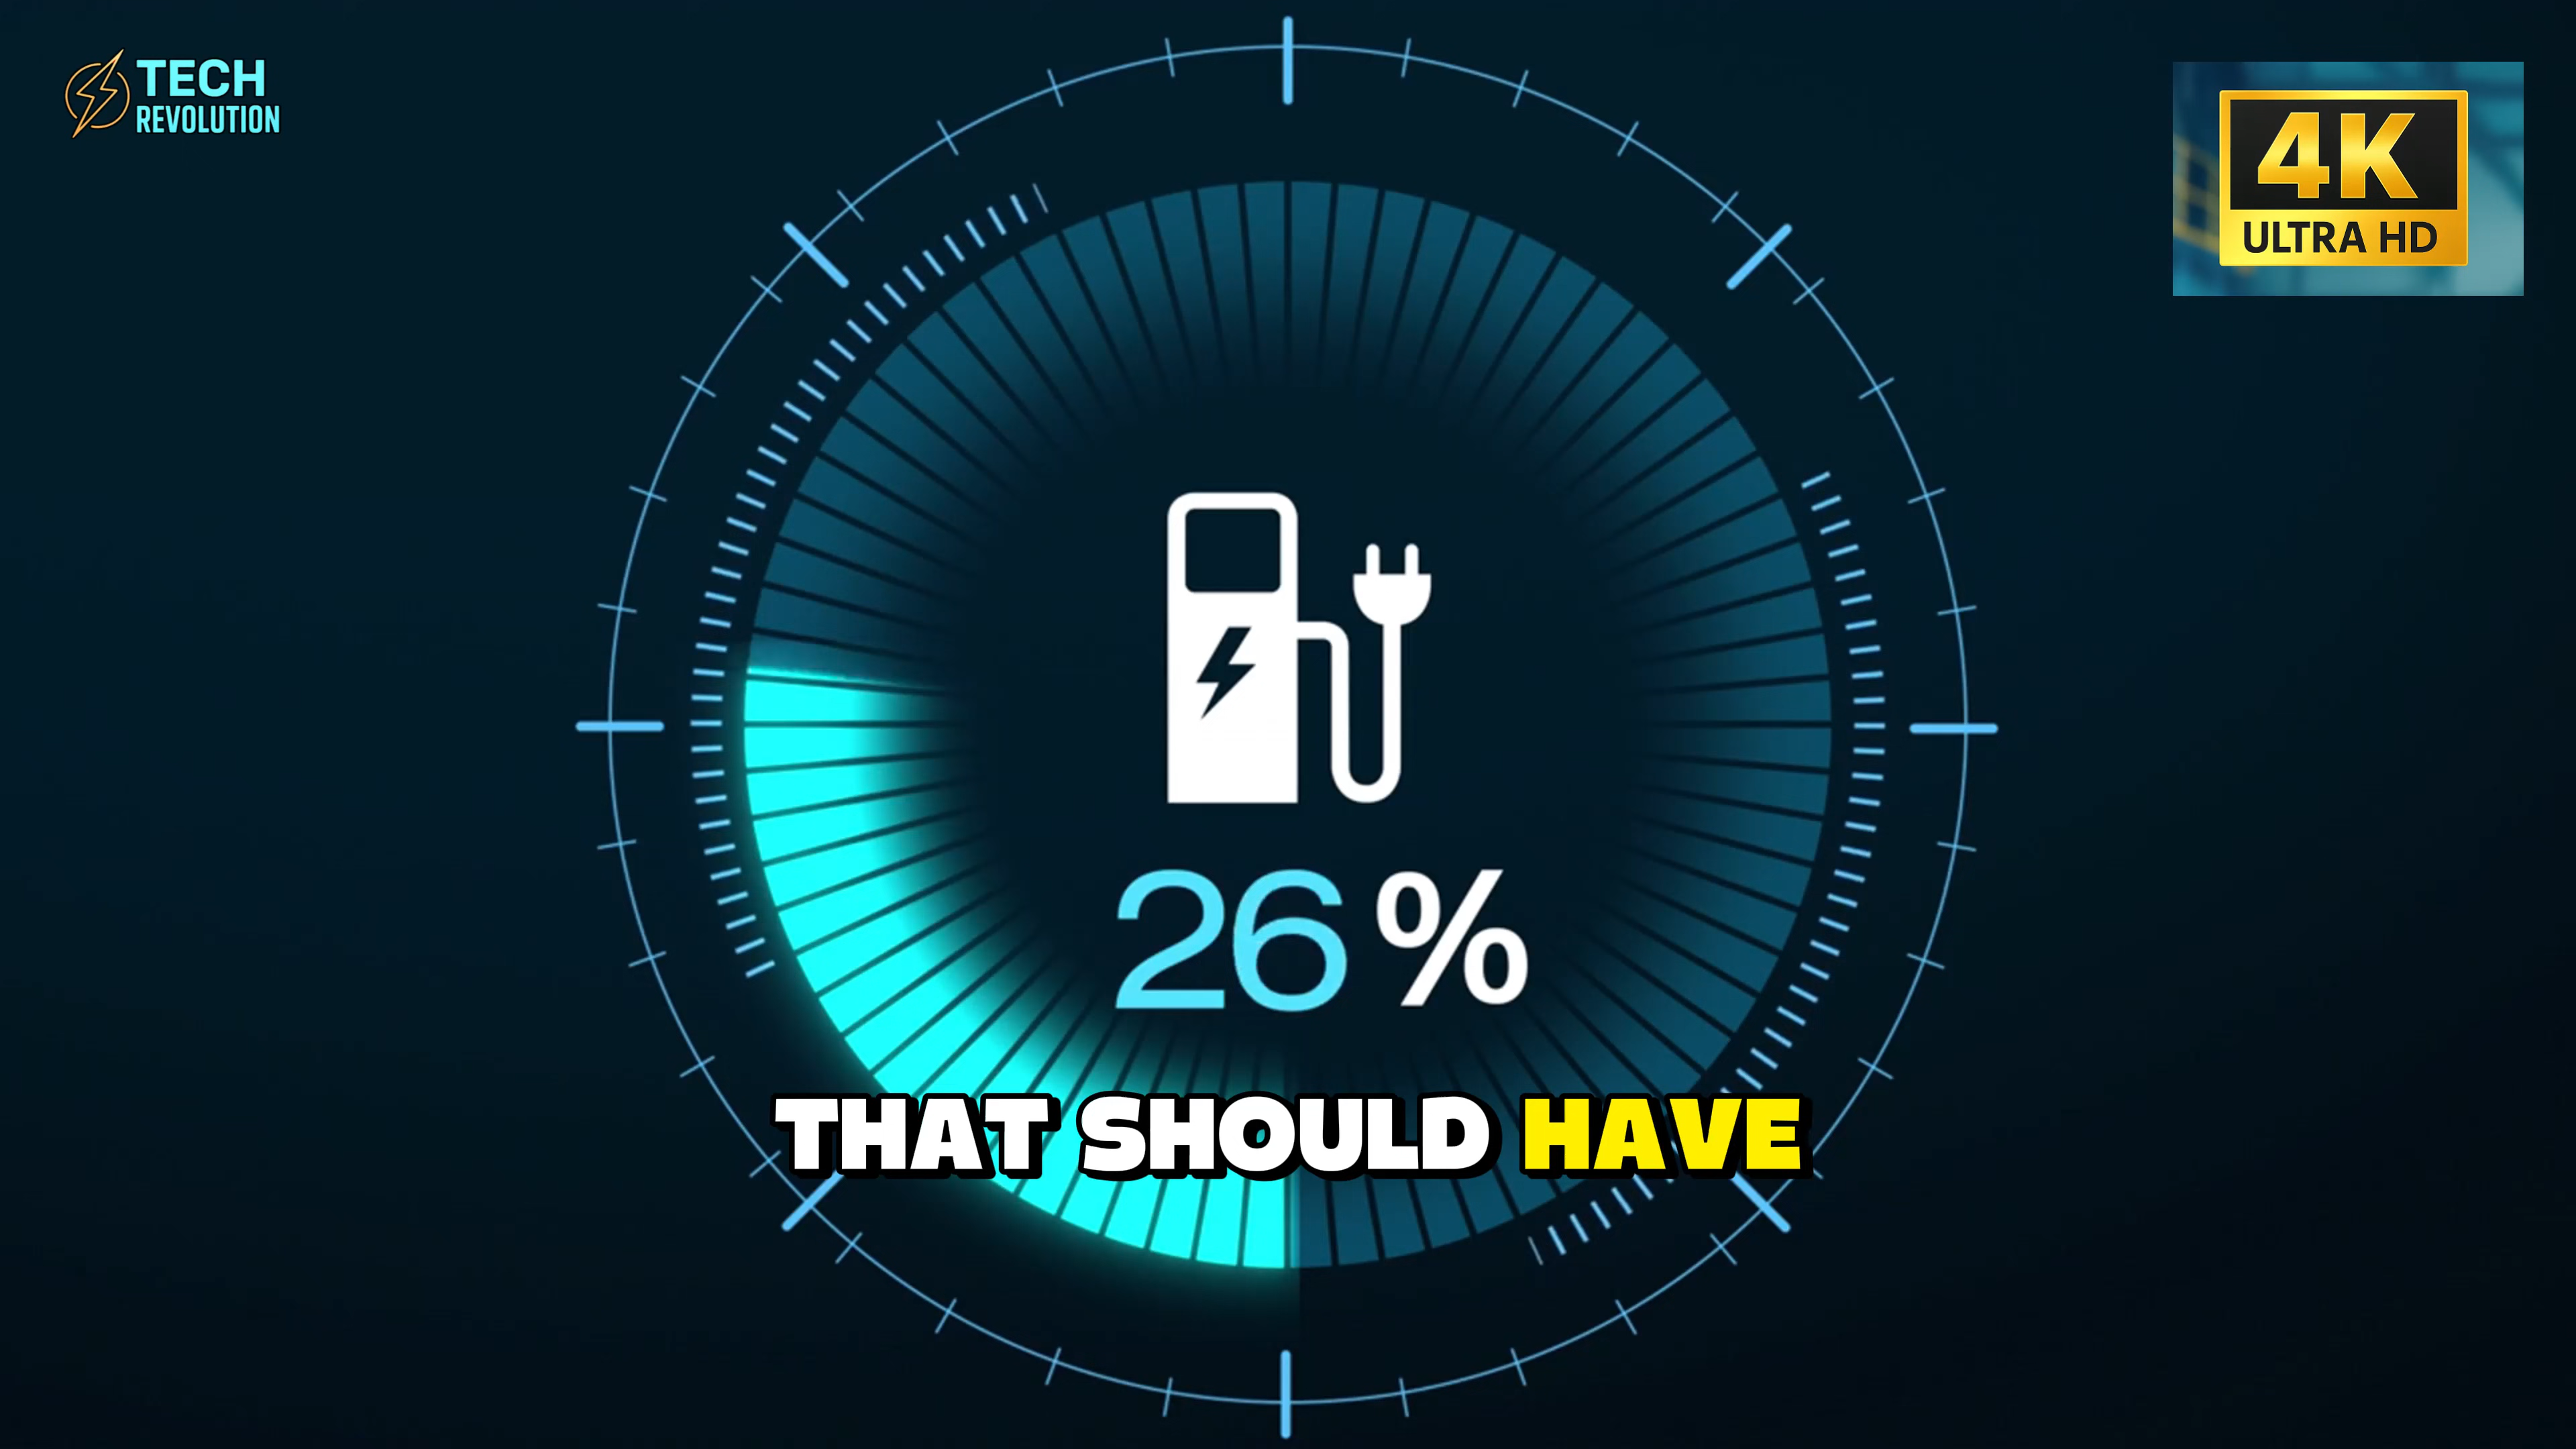 TECH
REVOLUTION
4K
ULTRA HD
26%
THAT SHOULD HAVE